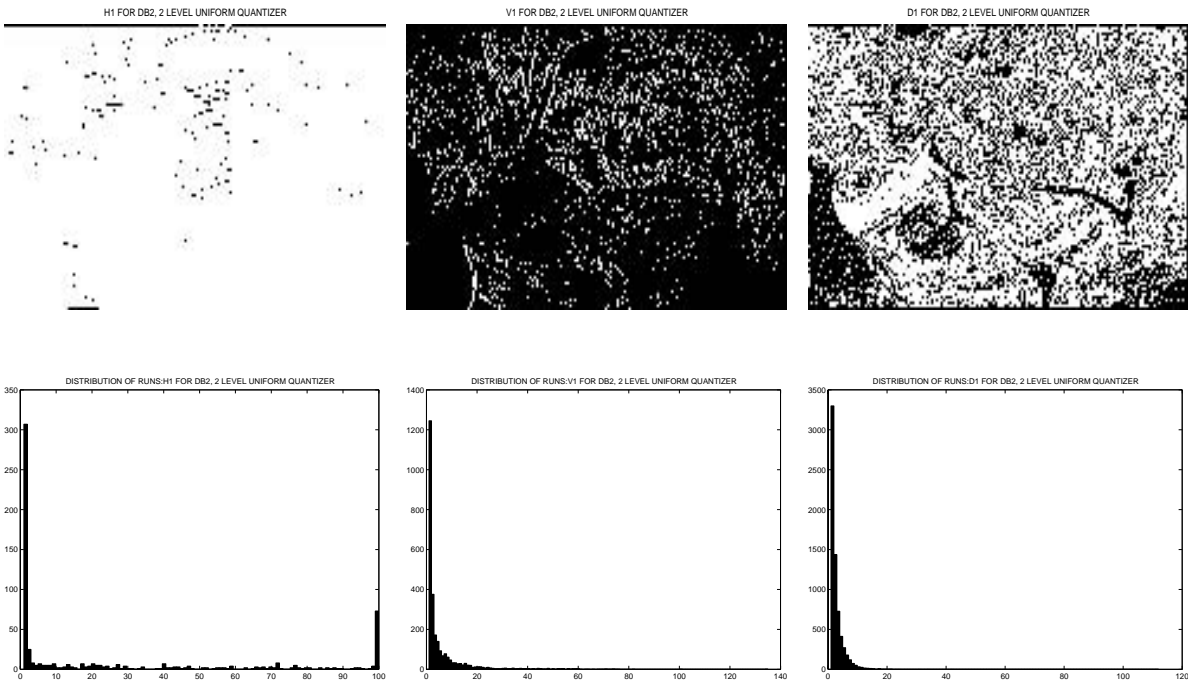 H1 FOR DB2, 2 LEVEL UNIFORM QUANTIZER
V1 FOR DB2, 2 LEVEL UNIFORM QUANTIZER
D1 FOR DB2, 2 LEVEL UNIFORM QUANTIZER
DISTRIBUTION OF RUNS:H1 FOR DB2, 2 LEVEL UNIFORM QUANTIZER
350
300
250
200
150
100
50
0
0 10 20 30 40 50 60 70 80 90 100
DISTRIBUTION OF RUNS:V1 FOR DB2, 2 LEVEL UNIFORM QUANTIZER
1400
1200
1000
800
600
400
200
0
0 20 40 60 80 100 120 140
DISTRIBUTION OF RUNS:D1 FOR DB2, 2 LEVEL UNIFORM QUANTIZER
3500
3000
2500
2000
1500
1000
500
0
0 20 40 60 80 100 120